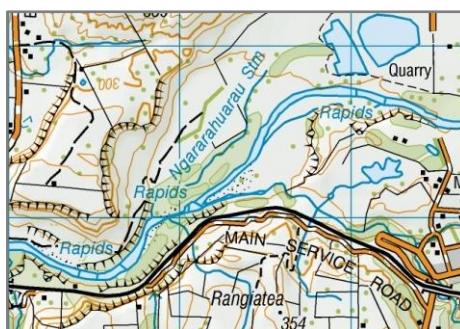 300
Ngararahuarau Stm
Quarry
Rapids
Rapids
Rapids
MAIN SERVICE ROAD
Rangiatea
354